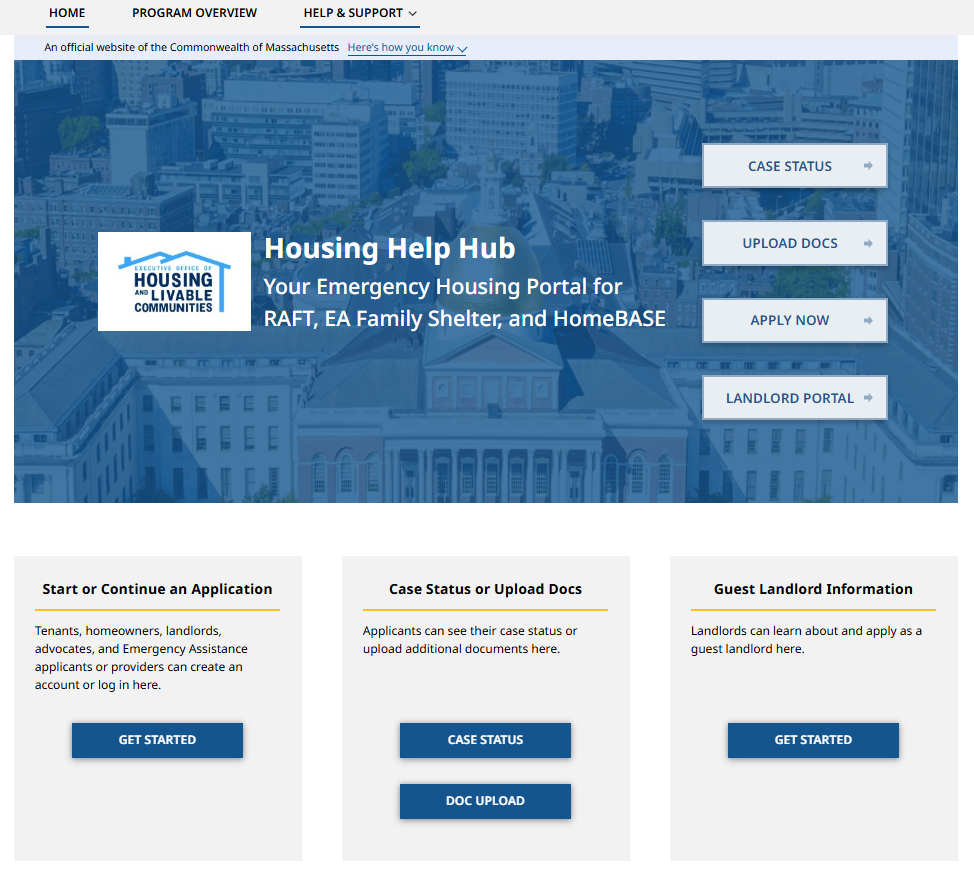 HOME
PROGRAM OVERVIEW
HELP & SUPPORT
An official website of the Commonwealth of Massachusetts Here's how you know
CASE STATUS
UPLOAD DOCS
APPLY NOW
LANDLORD PORTAL
EXECUTIVE OFFICE OF
HOUSING
AND LIVABLE
COMMUNITIES
Housing Help Hub
Your Emergency Housing Portal for
RAFT, EA Family Shelter, and HomeBASE
Start or Continue an Application
Tenants, homeowners, landlords,
advocates, and Emergency Assistance
applicants or providers can create an
account or log in here.
GET STARTED
Case Status or Upload Docs
Applicants can see their case status or
upload additional documents here.
CASE STATUS
DOC UPLOAD
Guest Landlord Information
Landlords can learn about and apply as a
guest landlord here.
GET STARTED